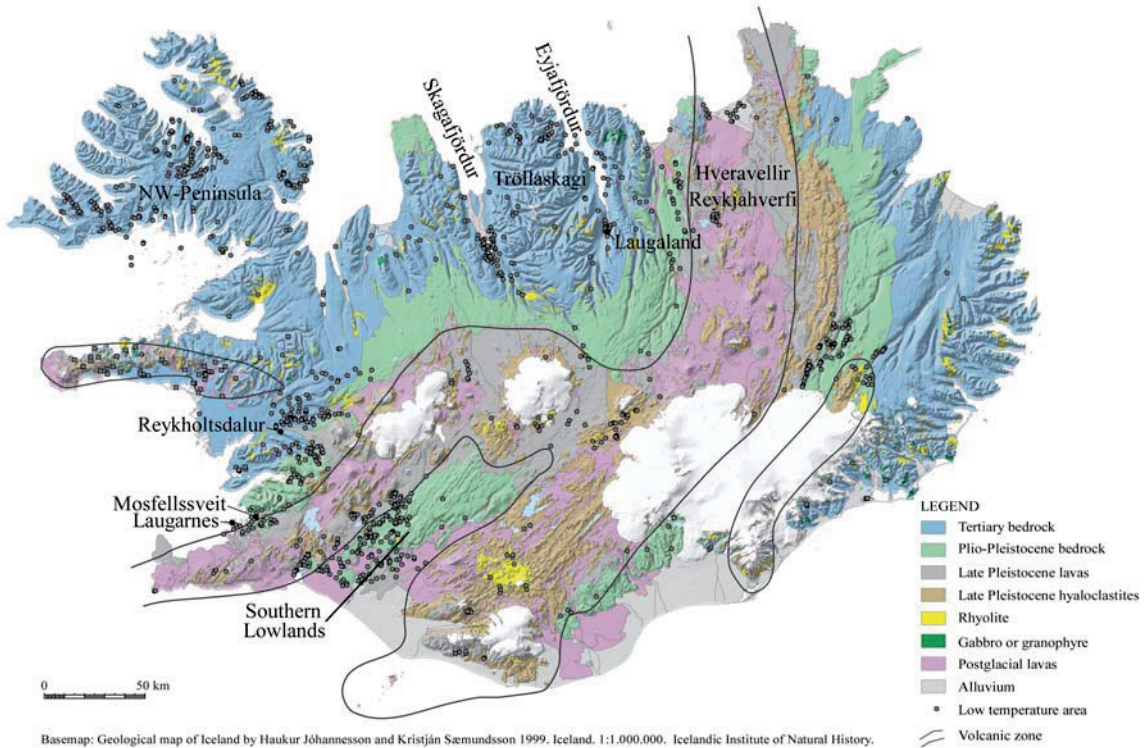 Skagafjördur
Eyjafjördur
Tröllaskagi
NW-Peninsula
Hveravellir
Reykjahverfi
Laugaland
Reykholtsdalur
Mosfellssveit
Laugarnes
Southern
Lowlands
LEGEND
Tertiary bedrock
Plio-Pleistocene bedrock
Late Pleistocene lavas
Late Pleistocene hyaloclastites
Rhyolite
Gabbro or granophyre
Postglacial lavas
Alluvium
Low temperature area
Volcanic zone
0 50 km
Basemap: Geological map of Iceland by Haukur Jóhannesson and Kristján Sæmundsson 1999. Iceland. 1:1.000.000. Icelandic Institute of Natural History.